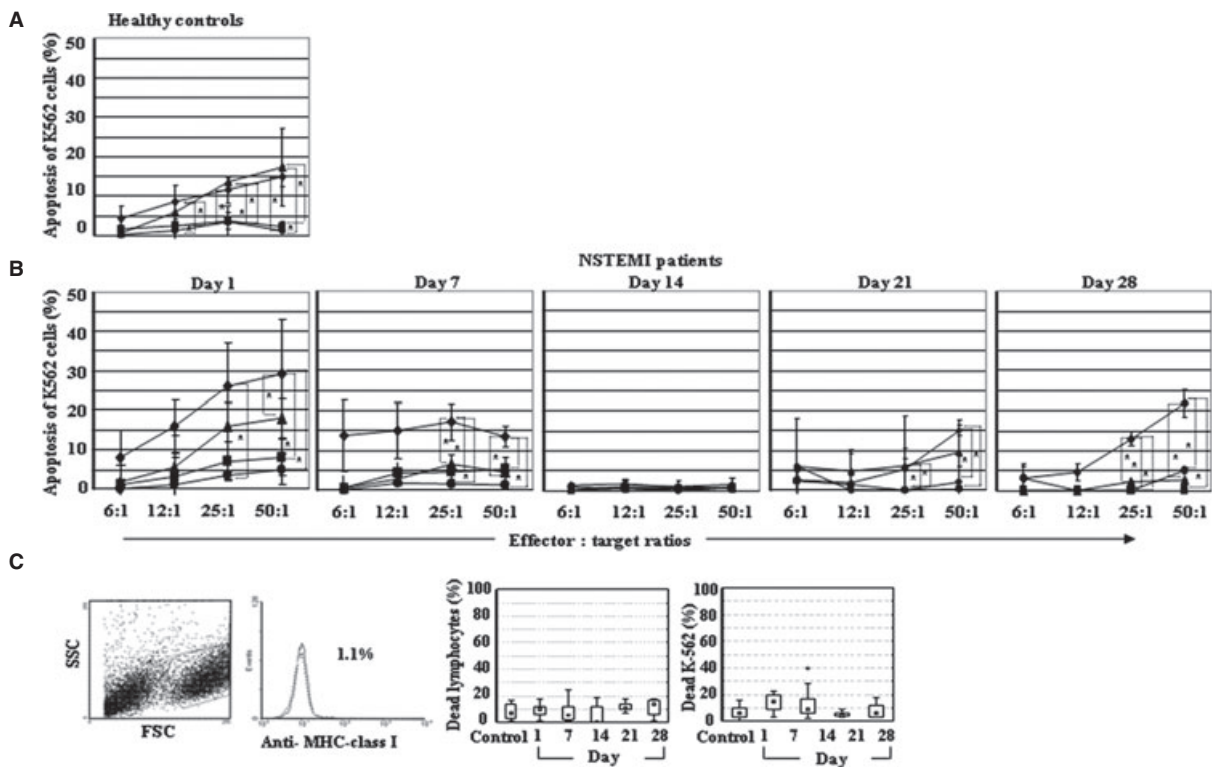 A
Healthy controls
Apoptosis of K562 cells (%)
50
40
30
20
10
0
B
NSTEMI patients
Day 1
Day 7
Day 14
Day 21
Day 28
Apoptosis of K562 cells (%)
50
40
30
20
10
0
6:1 12:1 25:1 50:1
6:1 12:1 25:1 50:1
6:1 12:1 25:1 50:1
6:1 12:1 25:1 50:1
6:1 12:1 25:1 50:1
Effector : target ratios
C
SSC
FSC
Events
1.1%
Anti- MHC-class I
Dead lymphocytes (%)
100
80
60
40
20
0
Control 1 7 14 21 28
Day
Dead K-562 (%)
100
80
60
40
20
0
Control 1 7 14 21 28
Day